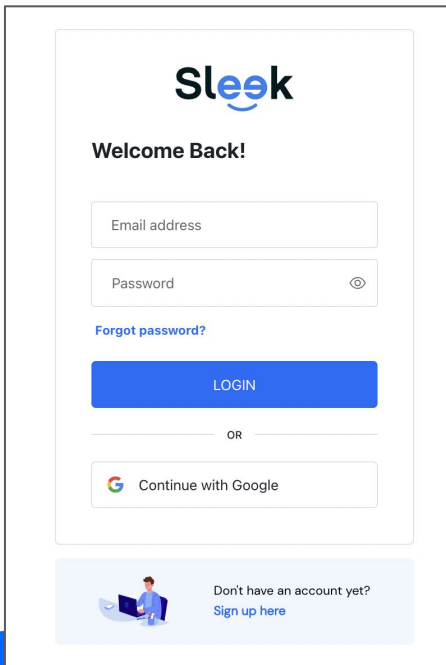 Sleek
Welcome Back!
Email address
Password
Forgot password?
LOGIN
OR
Continue with Google
Don't have an account yet?
Sign up here